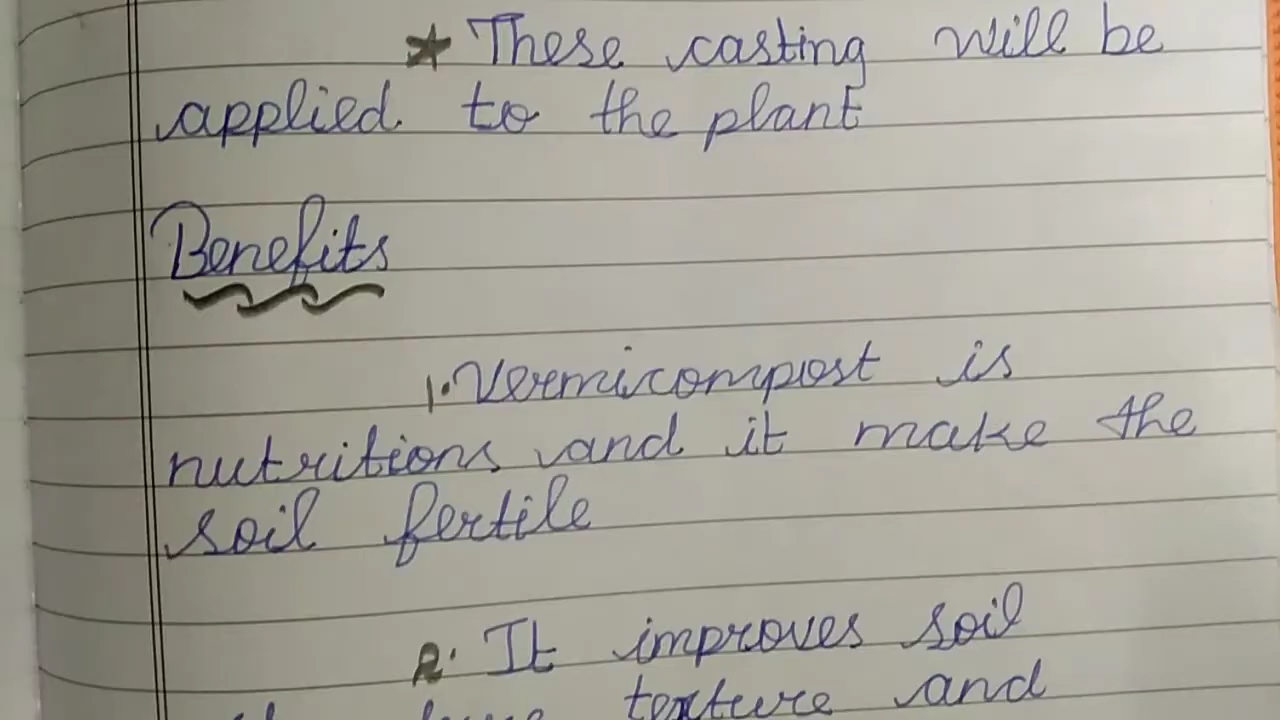 * These casting will be
applied to the plant
Benefits
1. Vermicompost is
nutritions and it make the
soil fertile
2. It improves soil
texture and